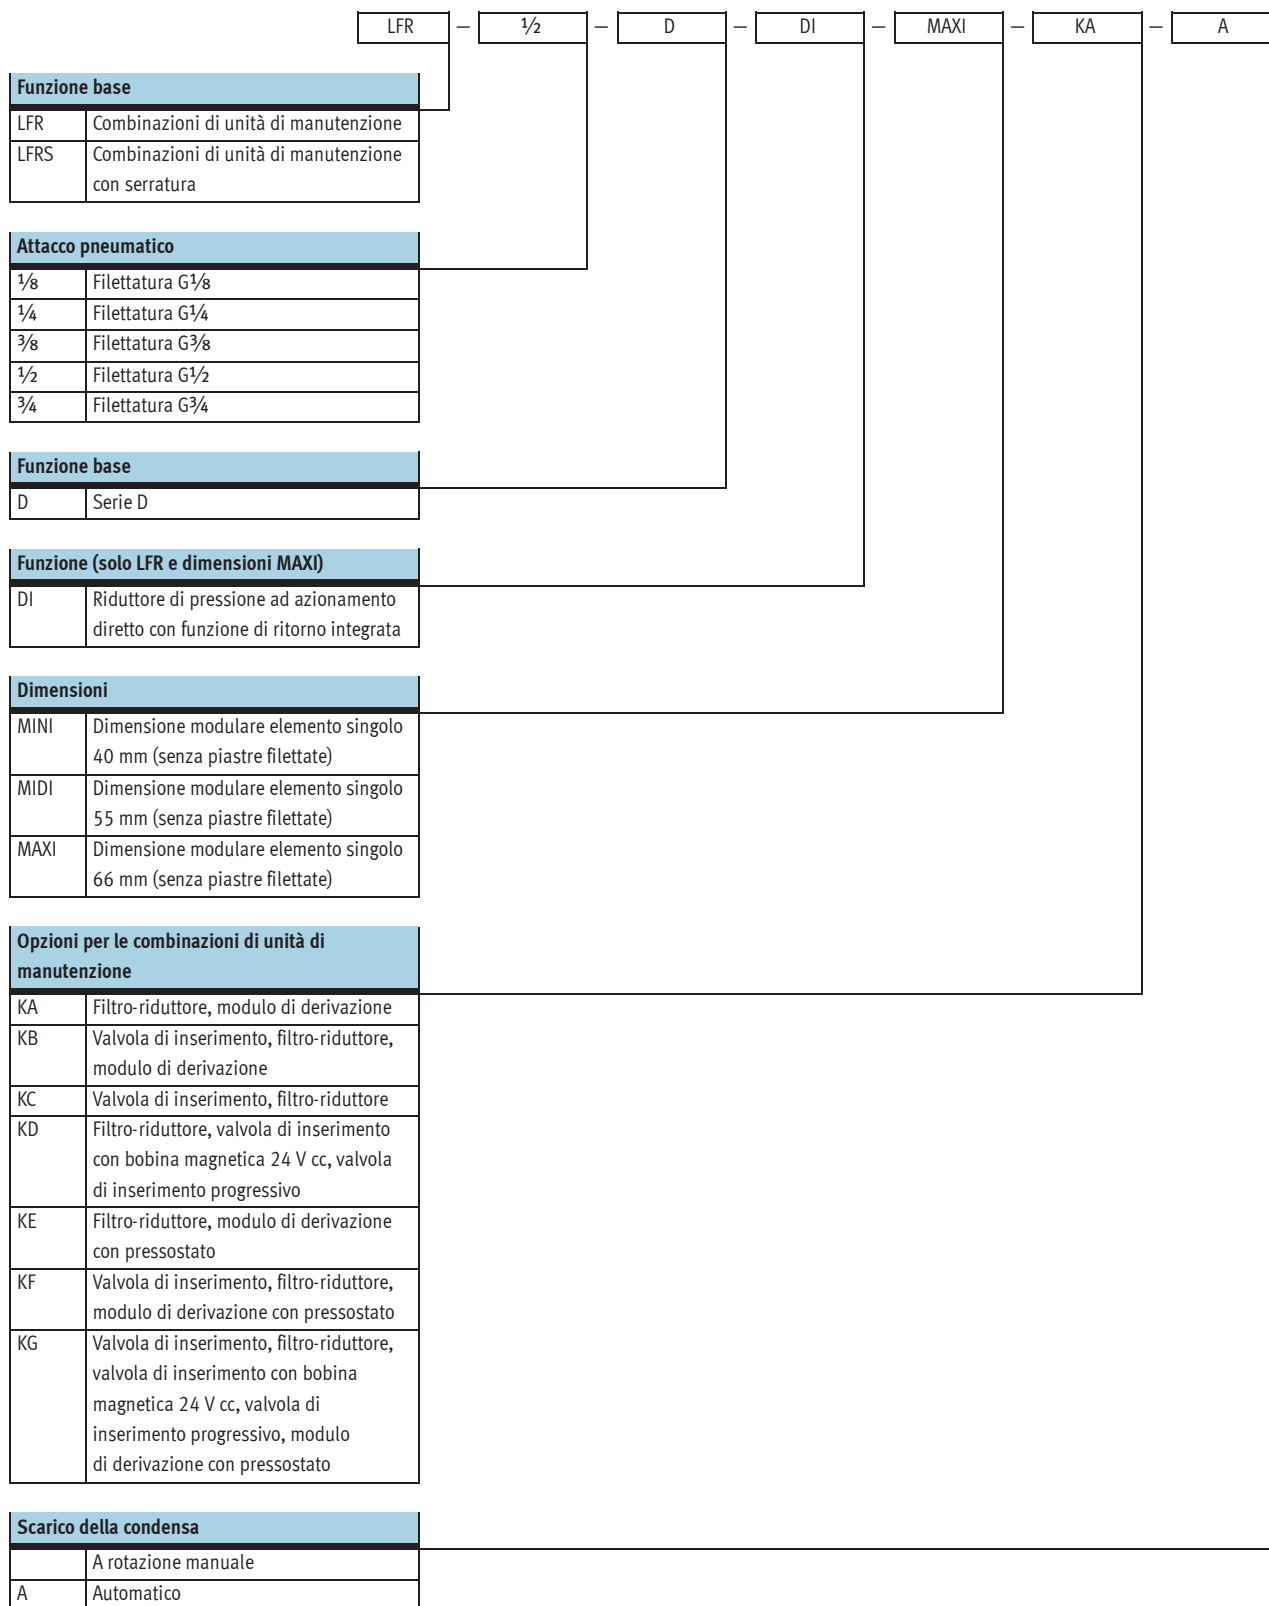 LFR – ½ – D – DI – MAXI – KA – A
Funzione base
LFR Combinazioni di unità di manutenzione
LFRS Combinazioni di unità di manutenzione
con serratura
Attacco pneumatico
⅛ Filettatura G⅛
¼ Filettatura G¼
⅜ Filettatura G⅜
½ Filettatura G½
¾ Filettatura G¾
Funzione base
D Serie D
Funzione (solo LFR e dimensioni MAXI)
DI Riduttore di pressione ad azionamento
diretto con funzione di ritorno integrata
Dimensioni
MINI Dimensione modulare elemento singolo
40 mm (senza piastre filettate)
MIDI Dimensione modulare elemento singolo
55 mm (senza piastre filettate)
MAXI Dimensione modulare elemento singolo
66 mm (senza piastre filettate)
Opzioni per le combinazioni di unità di
manutenzione
KA Filtro-riduttore, modulo di derivazione
KB Valvola di inserimento, filtro-riduttore,
modulo di derivazione
KC Valvola di inserimento, filtro-riduttore
KD Filtro-riduttore, valvola di inserimento
con bobina magnetica 24 V cc, valvola
di inserimento progressivo
KE Filtro-riduttore, modulo di derivazione
con pressostato
KF Valvola di inserimento, filtro-riduttore,
modulo di derivazione con pressostato
KG Valvola di inserimento, filtro-riduttore,
valvola di inserimento con bobina
magnetica 24 V cc, valvola di
inserimento progressivo, modulo
di derivazione con pressostato
Scarico della condensa
A rotazione manuale
A Automatico